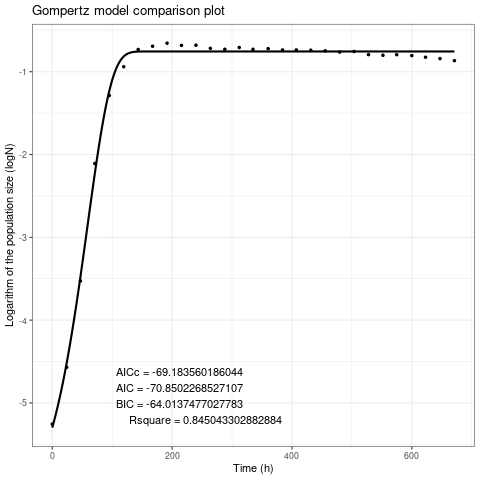 Gompertz model comparison plot
Logarithm of the population size (logN)
-1
-2
-3
-4
-5
AICc = -69.183560186044
AIC = -70.8502268527107
BIC = -64.0137477027783
Rsquare = 0.845043302882884
0 200 400 600
Time (h)